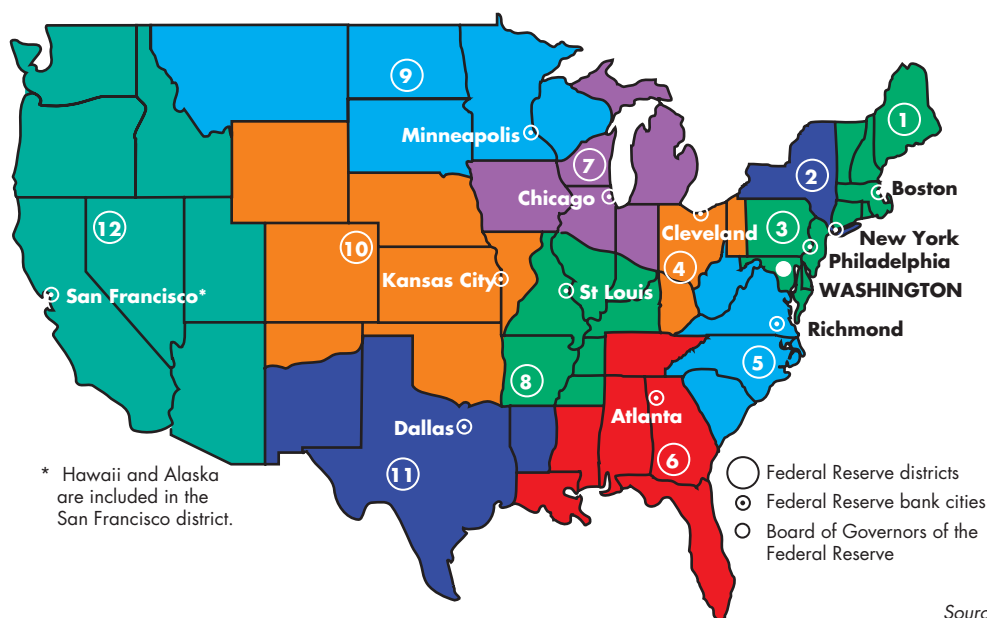 9
1
Minneapolis
7
2
Boston
Chicago
12
3
Cleveland
New York
10
Philadelphia
4
Kansas City
St Louis
San Francisco*
WASHINGTON
Richmond
5
8
Atlanta
Dallas
6
11
* Hawaii and Alaska
are included in the
San Francisco district.
Federal Reserve districts
Federal Reserve bank cities
Board of Governors of the
Federal Reserve